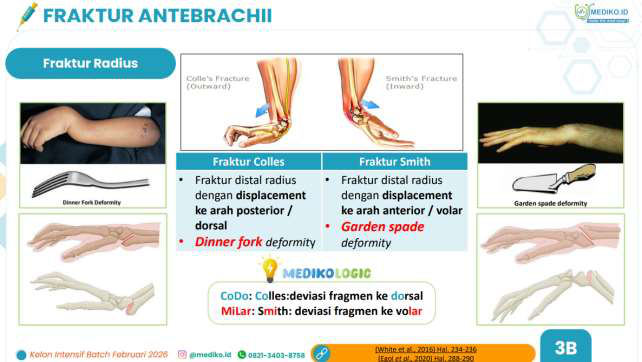 FRAKTUR ANTEBRACHII
MEDIKO.ID
Fraktur Radius
Colle's Fracture
(Outward)
Smith's Fracture
(Inward)
Dinner Fork Deformity
Garden spade deformity
Fraktur Colles
Fraktur Smith
• Fraktur distal radius
dengan displacement
ke arah posterior /
dorsal
• Dinner fork deformity
• Fraktur distal radius
dengan displacement
ke arah anterior / volar
• Garden spade
deformity
MEDIKOLOGIC
CoDo: Colles:deviasi fragmen ke dorsal
MiLar: Smith: deviasi fragmen ke volar
Kelon Intensif Batch Februari 2026
@mediko.id
0821-3403-8758
(White et al., 2016) Hal. 234-236
(Egol et al., 2020) Hal. 288-290
3B